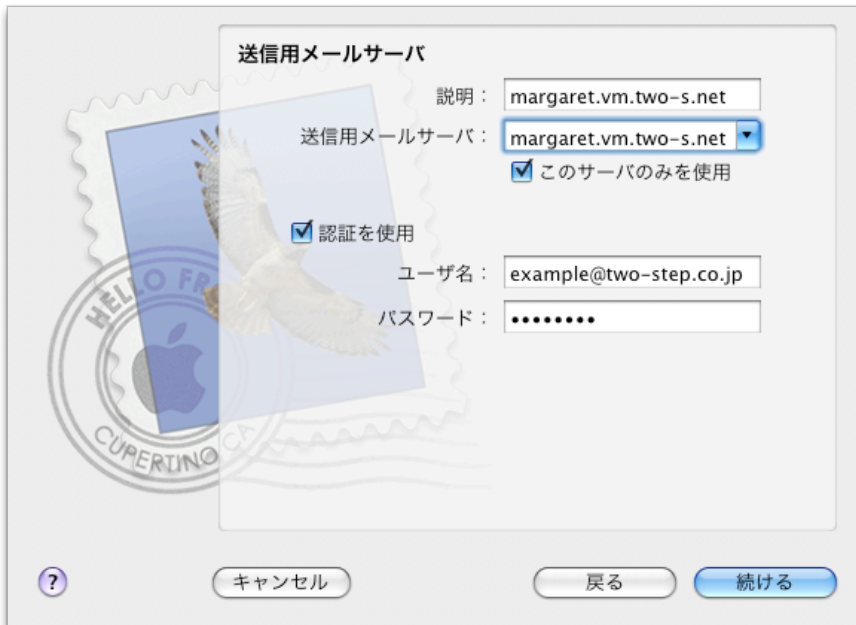 送信用メールサーバ
説明： margaret.vm.two-s.net
送信用メールサーバ： margaret.vm.two-s.net
このサーバのみを使用
認証を使用
ユーザ名： example@two-step.co.jp
パスワード： ••••••••
HELLO FR
CUPERTINO CA
? キャンセル 戻る 続ける